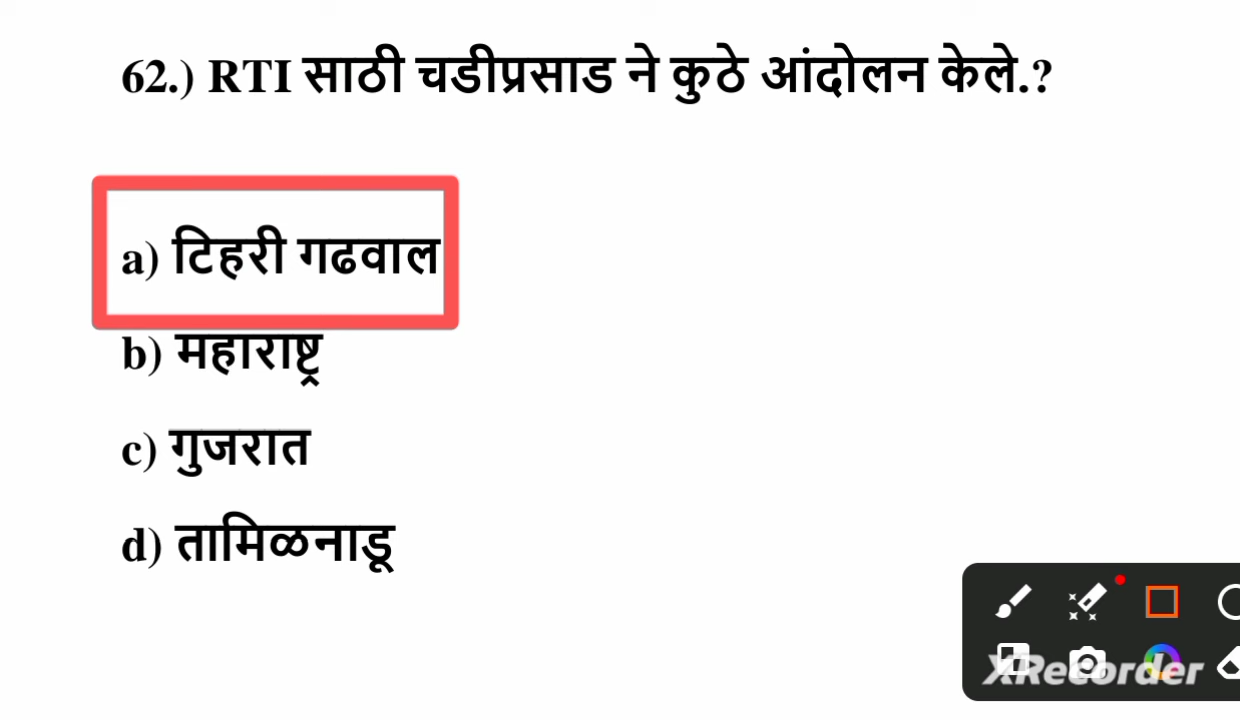 62.) RTI साठी चडीप्रसाड ने कुठे आंदोलन केले.?
a) टिहरी गढवाल
b) महाराष्ट्र
c) गुजरात
d) तामिळनाडू
XRecorder